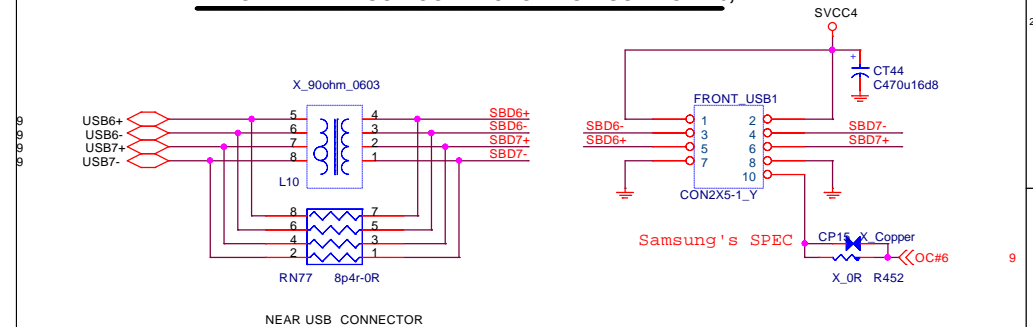 SVCC4
2
X_90ohm_0603
CT44
C470u16d8
FRONT_USB1
9 USB6+ 5 4 SBD6+
9 USB6- 6 3 SBD6-
9 USB7+ 7 2 SBD7+
9 USB7- 8 1 SBD7-
L10
1 2
SBD6- 3 4 SBD7-
SBD6+ 5 6 SBD7+
7 8
10
CON2X5-1_Y
8 7
6 5
4 3
2 1
RN77 8p4r-0R
Samsung's SPEC
CP15 X_Copper
OC#6 9
X_0R R452
NEAR USB CONNECTOR